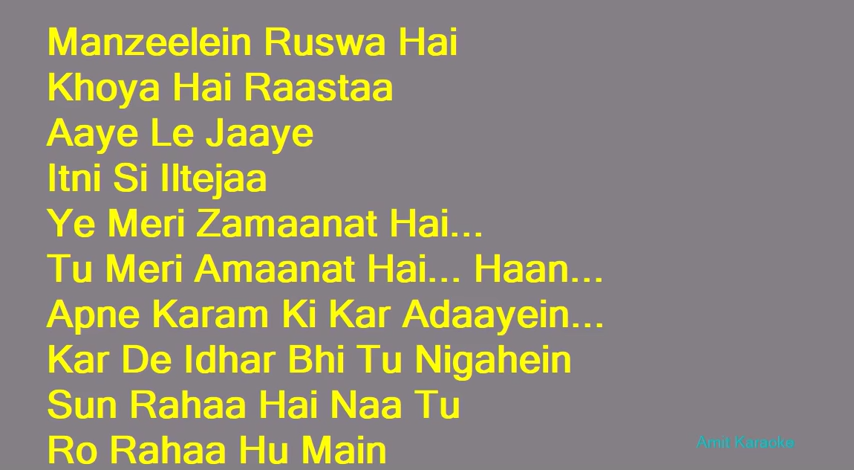 Manzeelein Ruswa Hai
Khoya Hai Raastaa
Aaye Le Jaaye
Itni Si Iltejaa
Ye Meri Zamaanat Hai...
Tu Meri Amaanat Hai... Haan...
Apne Karam Ki Kar Adaayein...
Kar De Idhar Bhi Tu Nigahein
Sun Rahaa Hai Naa Tu
Ro Rahaa Hu Main
Amit Karaoke